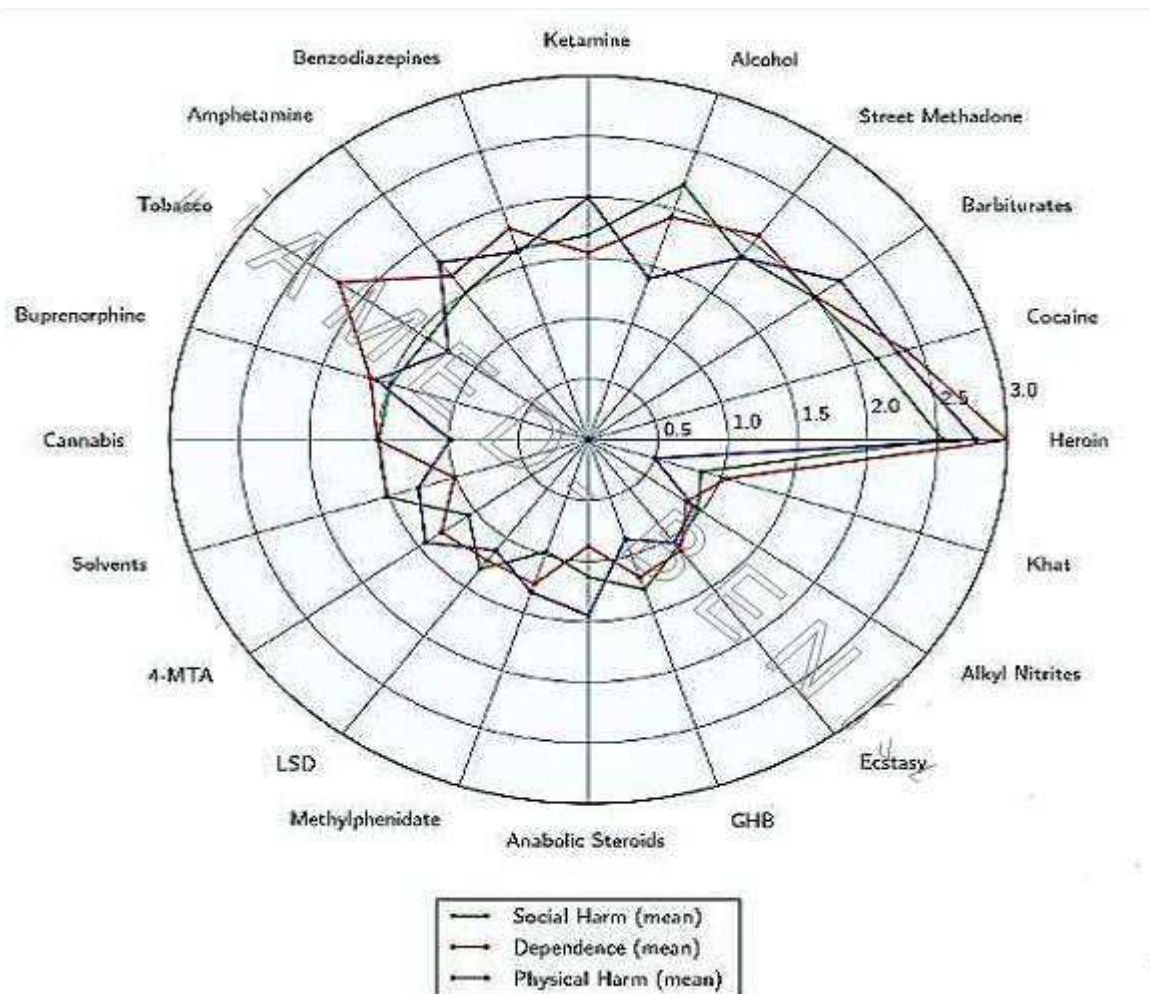 Ketamine
Benzodiazepines
Alcohol
Amphetamine
Street Methadone
Tobacco
Barbiturates
Buprenorphine
Cocaine
3.0
2.5
2.0
1.5
1.0
0.5
Cannabis
Heroin
Solvents
Khat
4-MTA
Alkyl Nitrites
LSD
Ecstasy
Methylphenidate
GHB
Anabolic Steroids
Social Harm (mean)
Dependence (mean)
Physical Harm (mean)